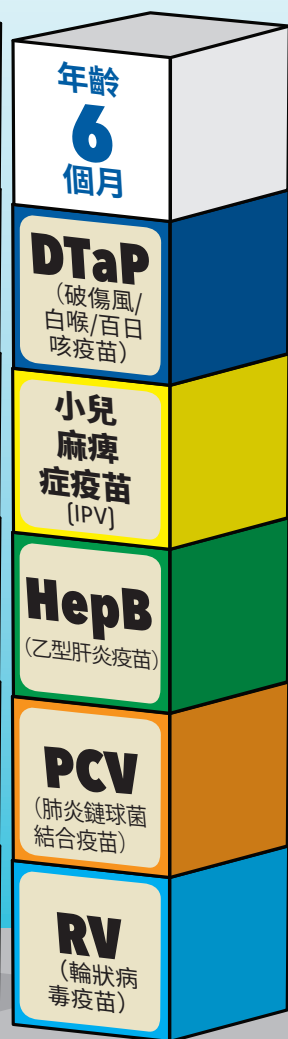 年齡
6
個月
DTaP
（破傷風/
白喉/百日
咳疫苗）
小兒
麻痺
症疫苗
[IPV]
HepB
（乙型肝炎疫苗）
PCV
（肺炎鏈球菌
結合疫苗）
RV
（輪狀病
毒疫苗）